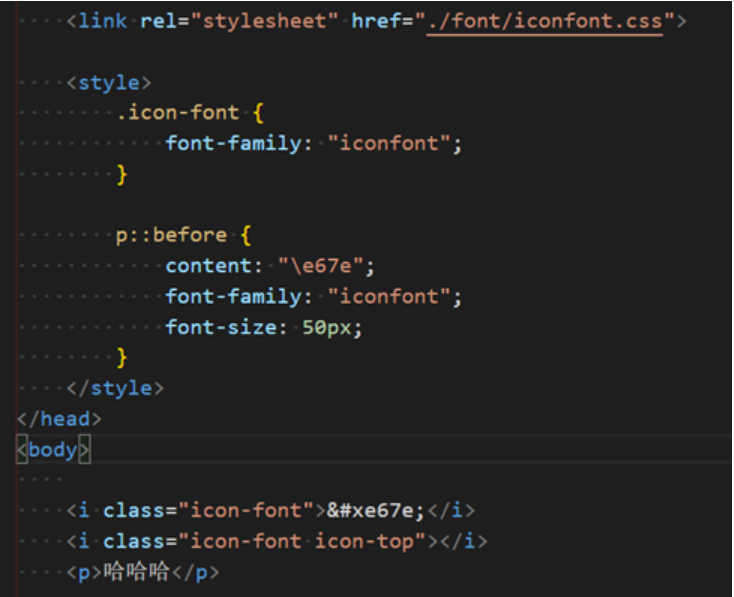 <link rel="stylesheet" href="./font/iconfont.css">
<style>
.icon-font {
font-family: "iconfont";
}
p::before {
content: "\e67e";
font-family: "iconfont";
font-size: 50px;
}
</style>
</head>
<body>
<i class="icon-font">&#xe67e;</i>
<i class="icon-font icon-top"></i>
<p>哈哈哈</p>